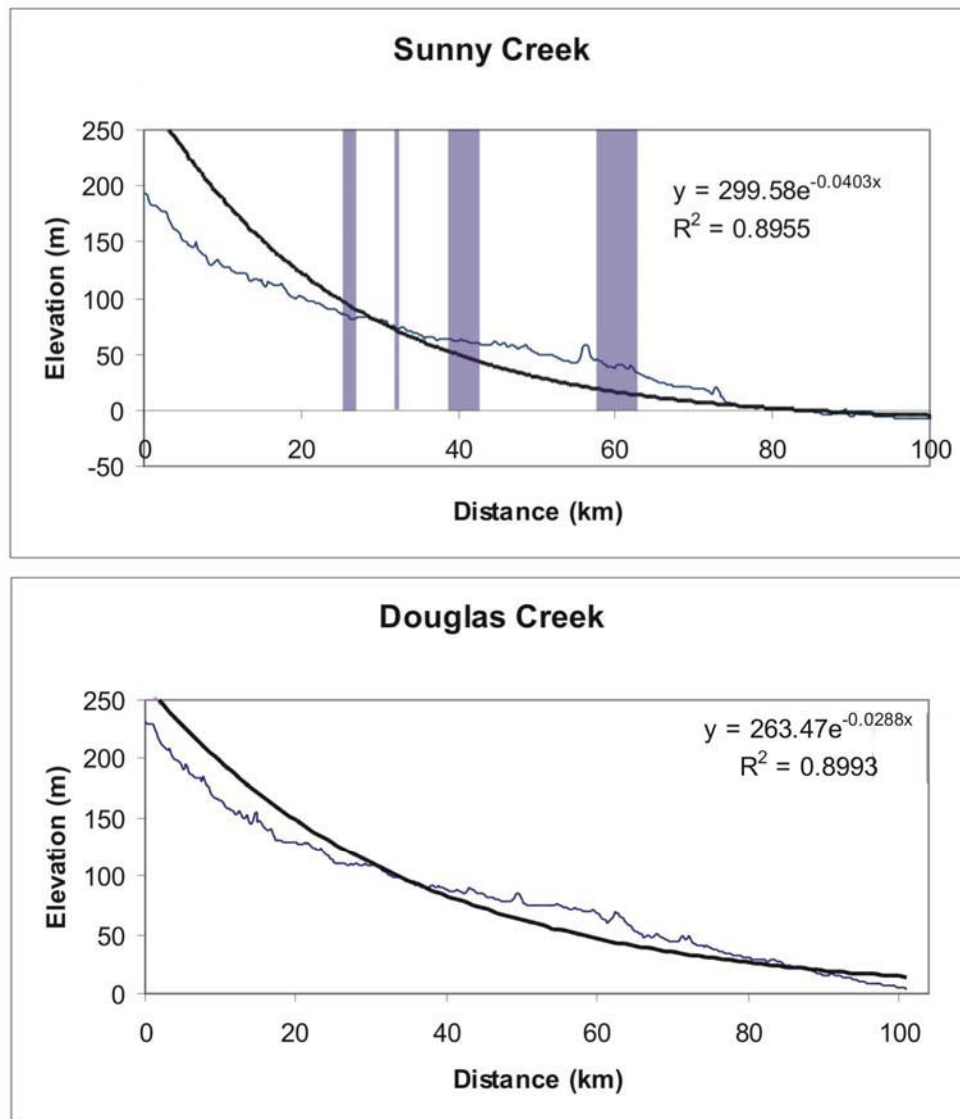 Sunny Creek
250
200
150
100
50
0
-50
Elevation (m)
y = 299.58e^-0.0403x
R² = 0.8955
0 20 40 60 80 100
Distance (km)
Douglas Creek
250
200
150
100
50
0
Elevation (m)
y = 263.47e^-0.0288x
R² = 0.8993
0 20 40 60 80 100
Distance (km)